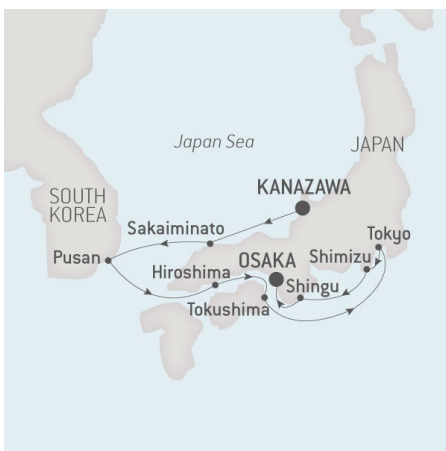 Japan Sea
JAPAN
KANAZAWA
SOUTH
KOREA
Sakaiminato
Tokyo
Pusan
Hiroshima
OSAKA
Shimizu
Shingu
Tokushima